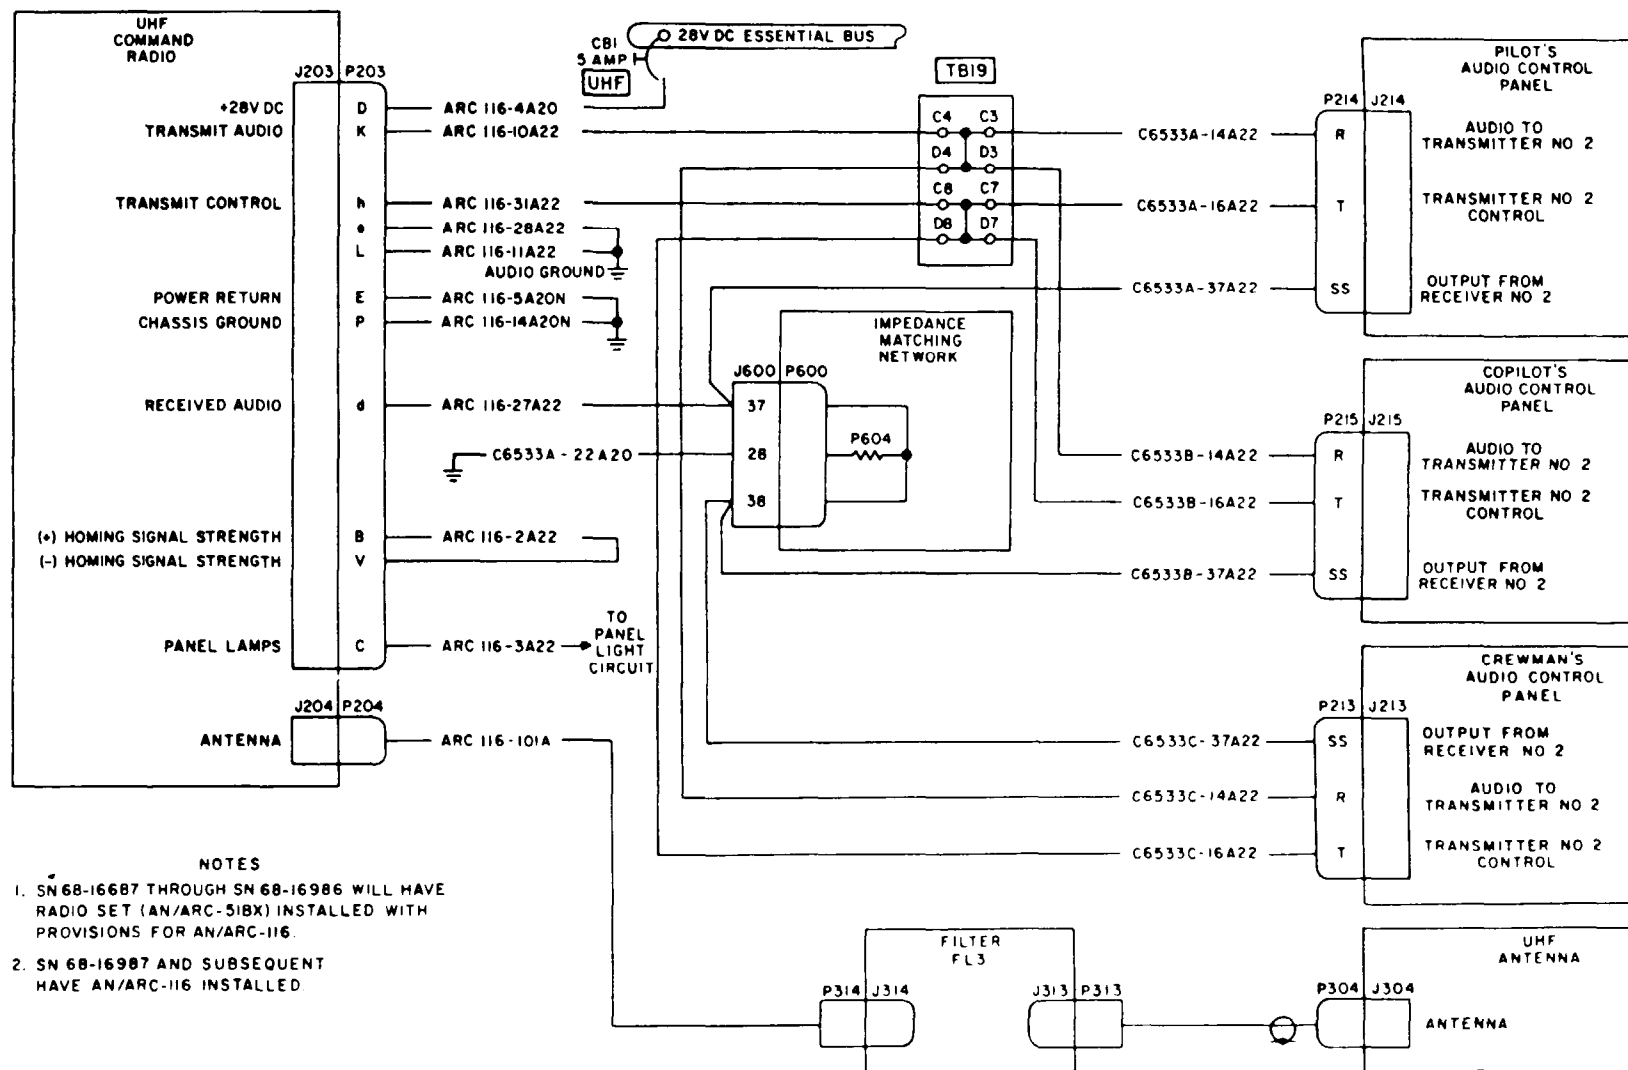 UHF
COMMAND
RADIO
J203 P203
+28V DC D ARC 116-4A20
TRANSMIT AUDIO K ARC 116-10A22
TRANSMIT CONTROL h ARC 116-31A22
e ARC 116-28A22
L ARC 116-11A22
AUDIO GROUND
POWER RETURN E ARC 116-5A20N
CHASSIS GROUND P ARC 116-14A20N
RECEIVED AUDIO d ARC 116-27A22
C6533A-22A20
(+) HOMING SIGNAL STRENGTH B ARC 116-2A22
(-) HOMING SIGNAL STRENGTH V
PANEL LAMPS C ARC 116-3A22
TO
PANEL
LIGHT
CIRCUIT
J204 P204
ANTENNA ARC 116-101A
CB1
5 AMP
UHF
28V DC ESSENTIAL BUS
TB19
C4 C3
D4 D3
C8 C7
D8 D7
IMPEDANCE
MATCHING
NETWORK
J600 P600
37
28
38
P604
PILOT'S
AUDIO CONTROL
PANEL
P214 J214
C6533A-14A22 R AUDIO TO
TRANSMITTER NO 2
C6533A-16A22 T TRANSMITTER NO 2
CONTROL
C6533A-37A22 SS OUTPUT FROM
RECEIVER NO 2
COPILOT'S
AUDIO CONTROL
PANEL
P215 J215
C6533B-14A22 R AUDIO TO
TRANSMITTER NO 2
C6533B-16A22 T TRANSMITTER NO 2
CONTROL
C6533B-37A22 SS OUTPUT FROM
RECEIVER NO 2
CREWMAN'S
AUDIO CONTROL
PANEL
P213 J213
C6533C-37A22 SS OUTPUT FROM
RECEIVER NO 2
C6533C-14A22 R AUDIO TO
TRANSMITTER NO 2
C6533C-16A22 T TRANSMITTER NO 2
CONTROL
NOTES
1. SN 68-16687 THROUGH SN 68-16986 WILL HAVE
RADIO SET (AN/ARC-51BX) INSTALLED WITH
PROVISIONS FOR AN/ARC-116.
2. SN 68-16987 AND SUBSEQUENT
HAVE AN/ARC-116 INSTALLED
FILTER
FL3
P314 J314
J313 P313
UHF
ANTENNA
P304 J304
ANTENNA